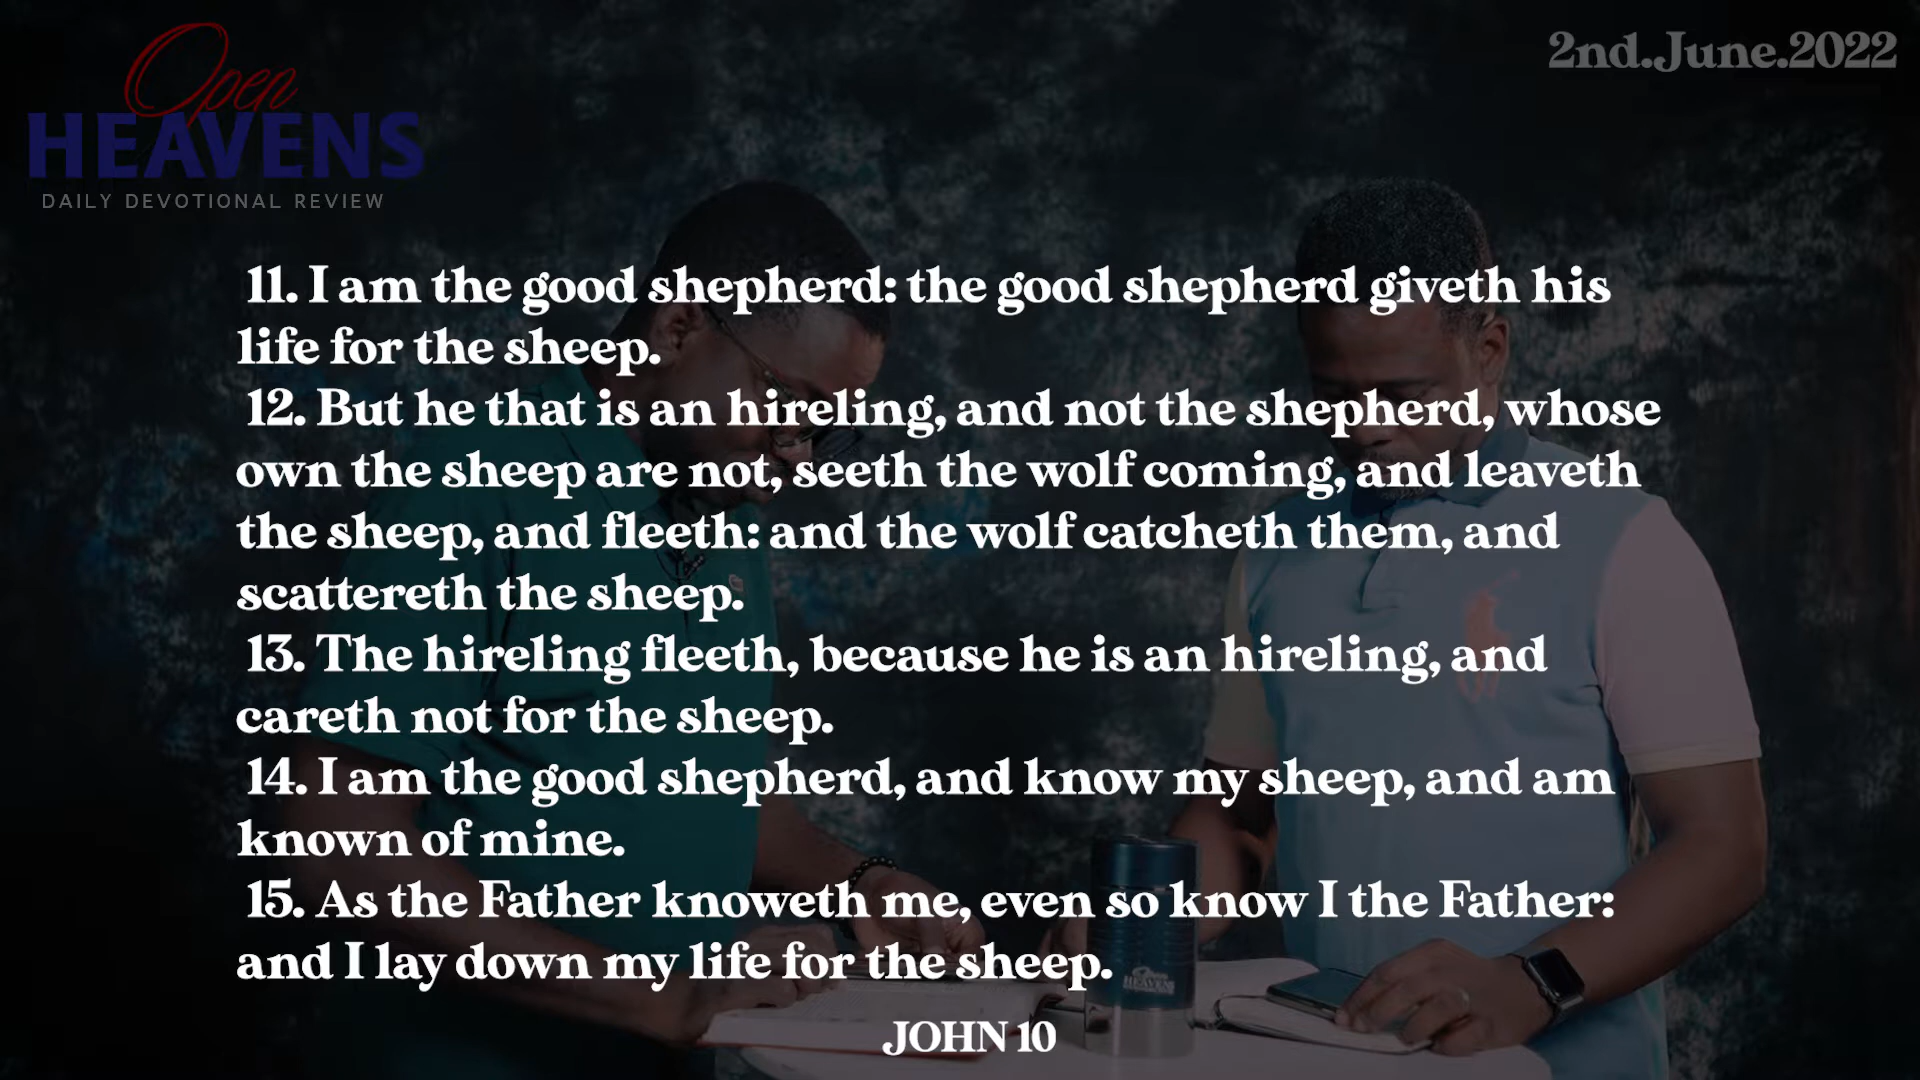 Open
HEAVENS
DAILY DEVOTIONAL REVIEW
2nd.June.2022
11. I am the good shepherd: the good shepherd giveth his
life for the sheep.
12. But he that is an hireling, and not the shepherd, whose
own the sheep are not, seeth the wolf coming, and leaveth
the sheep, and fleeth: and the wolf catcheth them, and
scattereth the sheep.
13. The hireling fleeth, because he is an hireling, and
careth not for the sheep.
14. I am the good shepherd, and know my sheep, and am
known of mine.
15. As the Father knoweth me, even so know I the Father:
and I lay down my life for the sheep.
Open
HEAVENS
JOHN 10